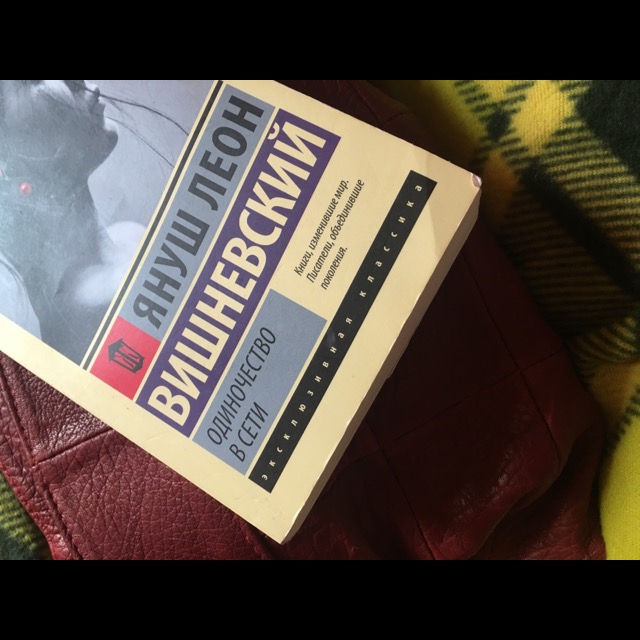 ЯНУШ ЛЕОН
ВИШНЕВСКИЙ
ОДИНОЧЕСТВО
В СЕТИ
Книги, изменившие мир.
Писатели, объединившие
поколения.
эксклюзивная классика